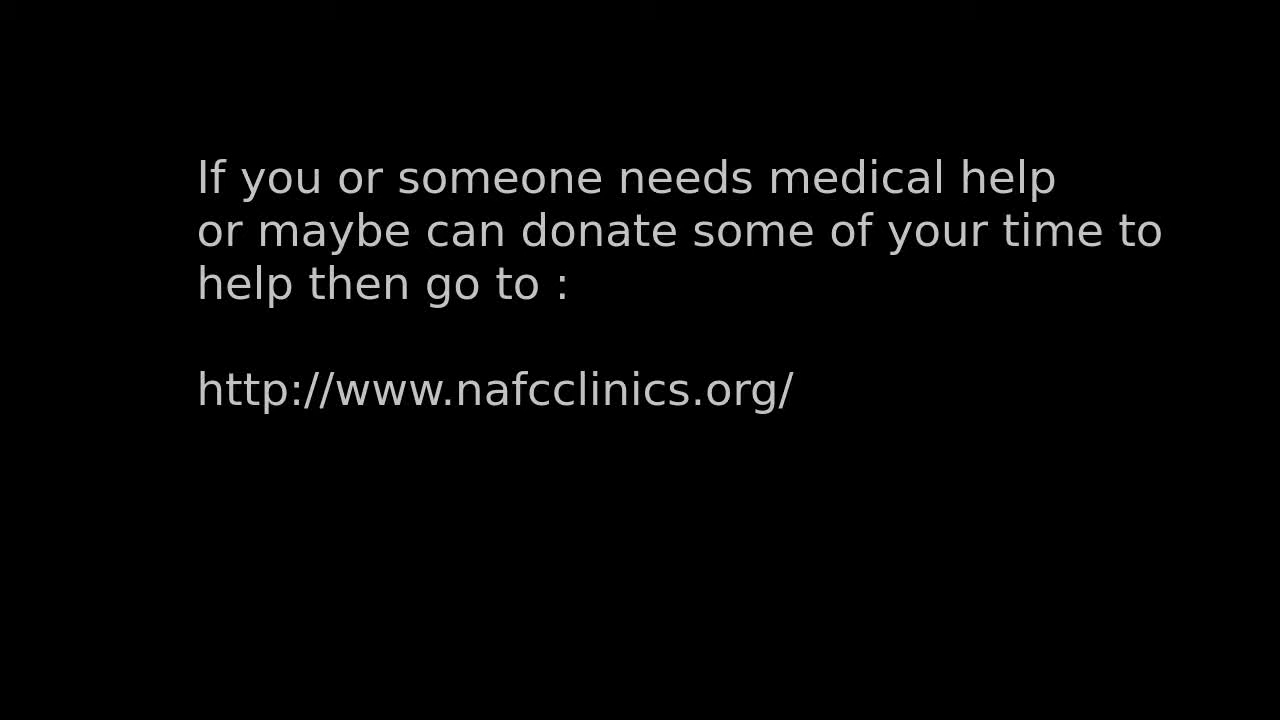 If you or someone needs medical help
or maybe can donate some of your time to
help then go to :
http://www.nafcclinics.org/